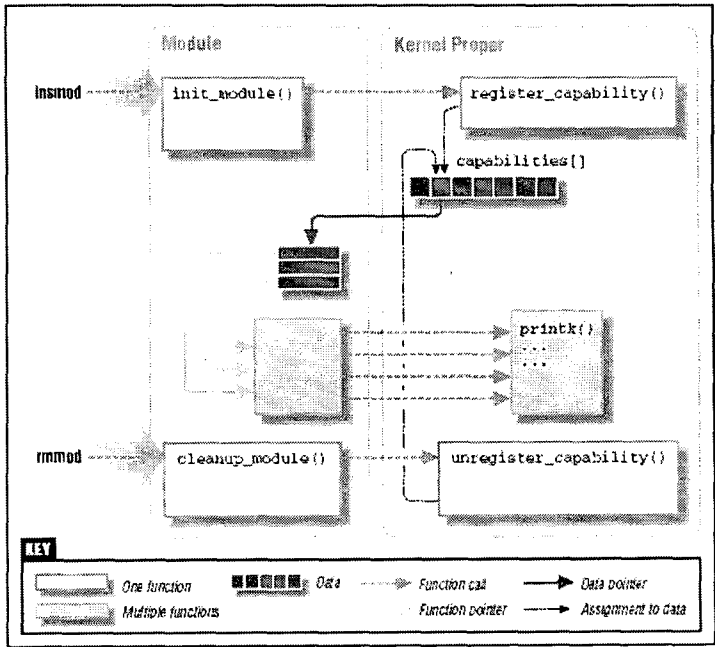 Module
Kernel Proper
insmod
init_module()
register_capability()
capabilities[]
printk()
...
...
rmmod
cleanup_module()
unregister_capability()
KEY
One function
Data
Function call
Data pointer
Multiple functions
Function pointer
Assignment to data